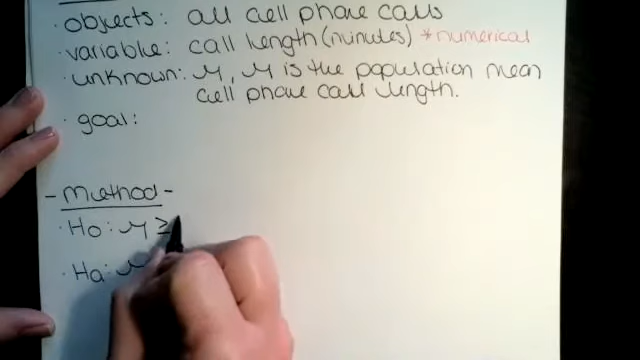 · objects: all cell phone calls
· variable: call length (minutes) *numerical
· unknown: μ, μ is the population mean
cell phone call length.
· goal:
- Method -
· Ho: μ ≥
· Ha: μ